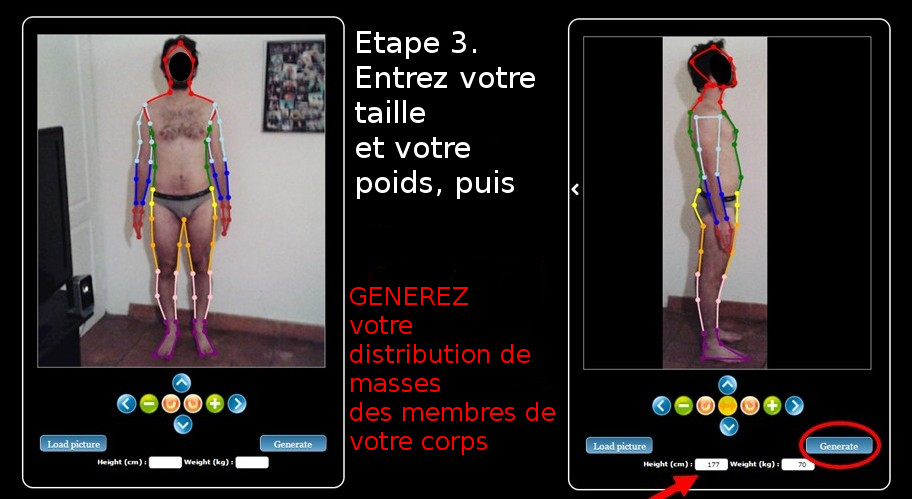 Etape 3.
Entrez votre
taille
et votre
poids, puis
GENEREZ
votre
distribution de
masses
des membres de
votre corps
Load picture
Generate
Height (cm) :
Weight (kg) :
Load picture
Generate
Height (cm) : 177 Weight (kg) : 70